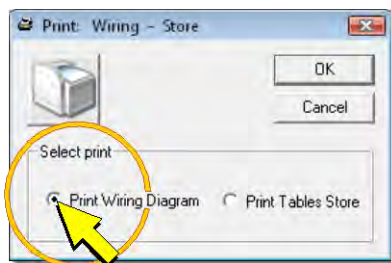 Print: Wiring - Store
OK
Cancel
Select print
Print Wiring Diagram
Print Tables Store